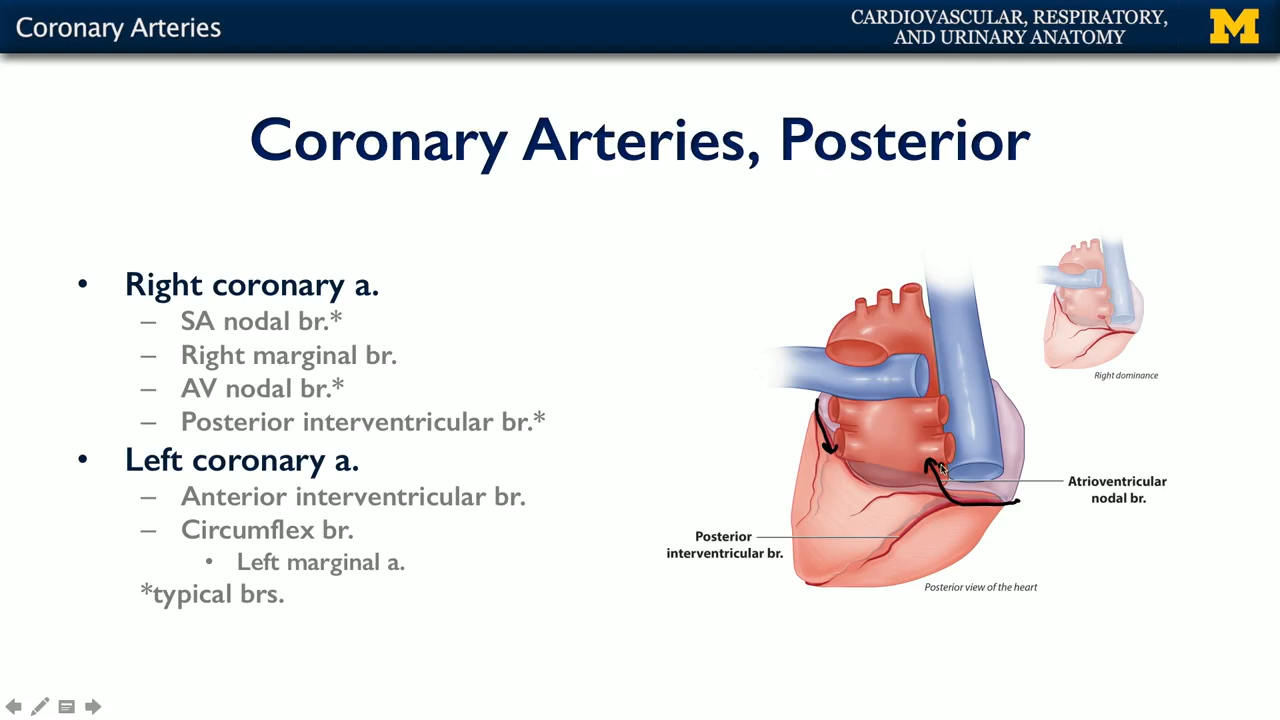 Coronary Arteries
CARDIOVASCULAR, RESPIRATORY,
AND URINARY ANATOMY
M
Coronary Arteries, Posterior
• Right coronary a.
– SA nodal br.*
– Right marginal br.
– AV nodal br.*
– Posterior interventricular br.*
• Left coronary a.
– Anterior interventricular br.
– Circumflex br.
• Left marginal a.
*typical brs.
Right dominance
Atrioventricular
nodal br.
Posterior
interventricular br.
Posterior view of the heart